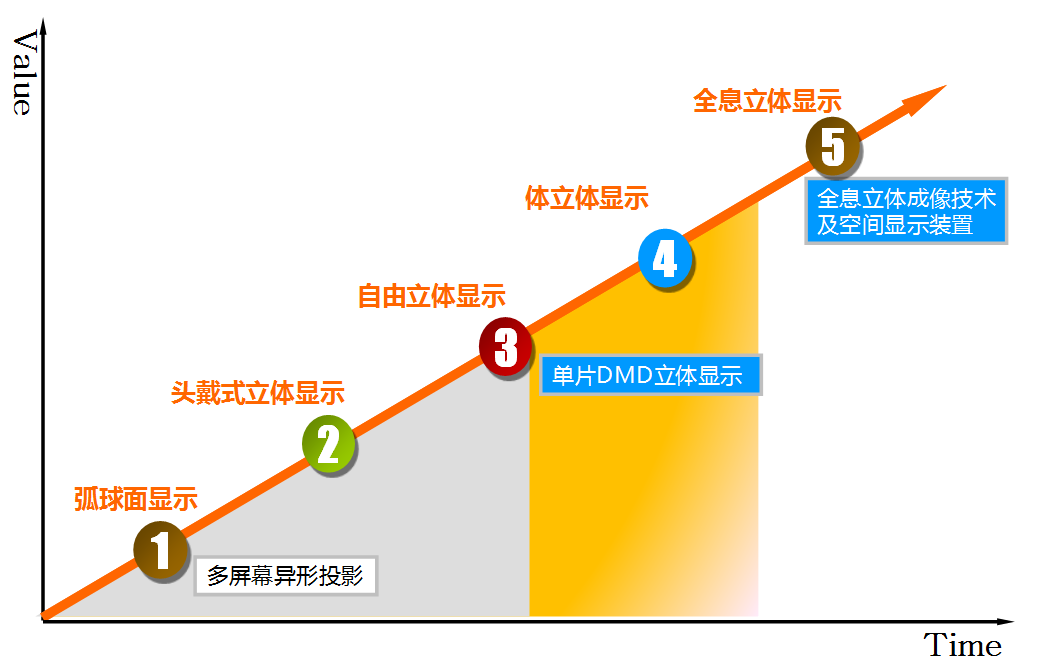 Value
全息立体显示
5
全息立体成像技术
及空间显示装置
体立体显示
4
自由立体显示
3
单片DMD立体显示
头戴式立体显示
2
弧球面显示
1
多屏幕异形投影
Time